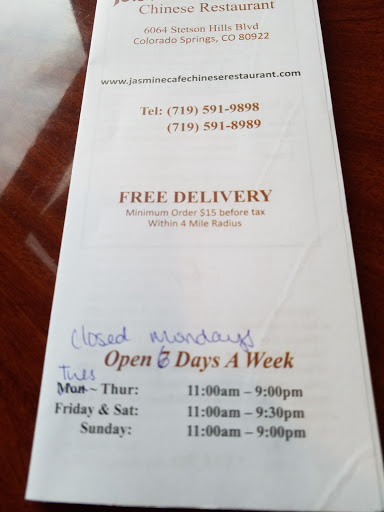 Chinese Restaurant
6064 Stetson Hills Blvd
Colorado Springs, CO 80922
www.jasminecafechineserestaurant.com
Tel: (719) 591-9898
(719) 591-8989
FREE DELIVERY
Minimum Order $15 before tax
Within 4 Mile Radius
Closed mondays
Open 6 Days A Week
Tues
Mon - Thur: 11:00am – 9:00pm
Friday & Sat: 11:00am – 9:30pm
Sunday: 11:00am – 9:00pm